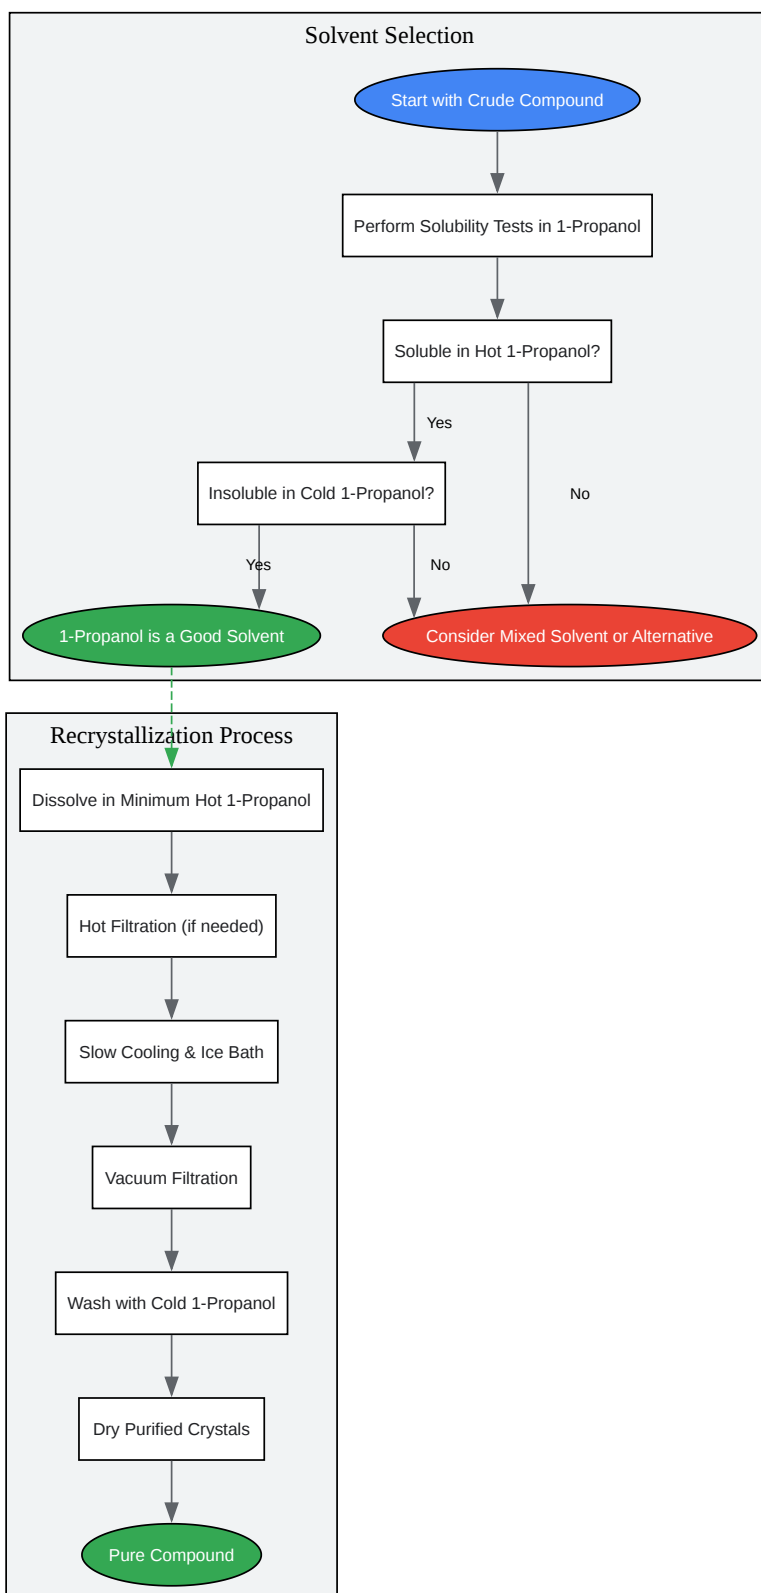 Solvent Selection
Start with Crude Compound
Perform Solubility Tests in 1-Propanol
Soluble in Hot 1-Propanol?
Yes
Insoluble in Cold 1-Propanol?
No
Yes
No
1-Propanol is a Good Solvent
Consider Mixed Solvent or Alternative
Recrystallization Process
Dissolve in Minimum Hot 1-Propanol
Hot Filtration (if needed)
Slow Cooling & Ice Bath
Vacuum Filtration
Wash with Cold 1-Propanol
Dry Purified Crystals
Pure Compound